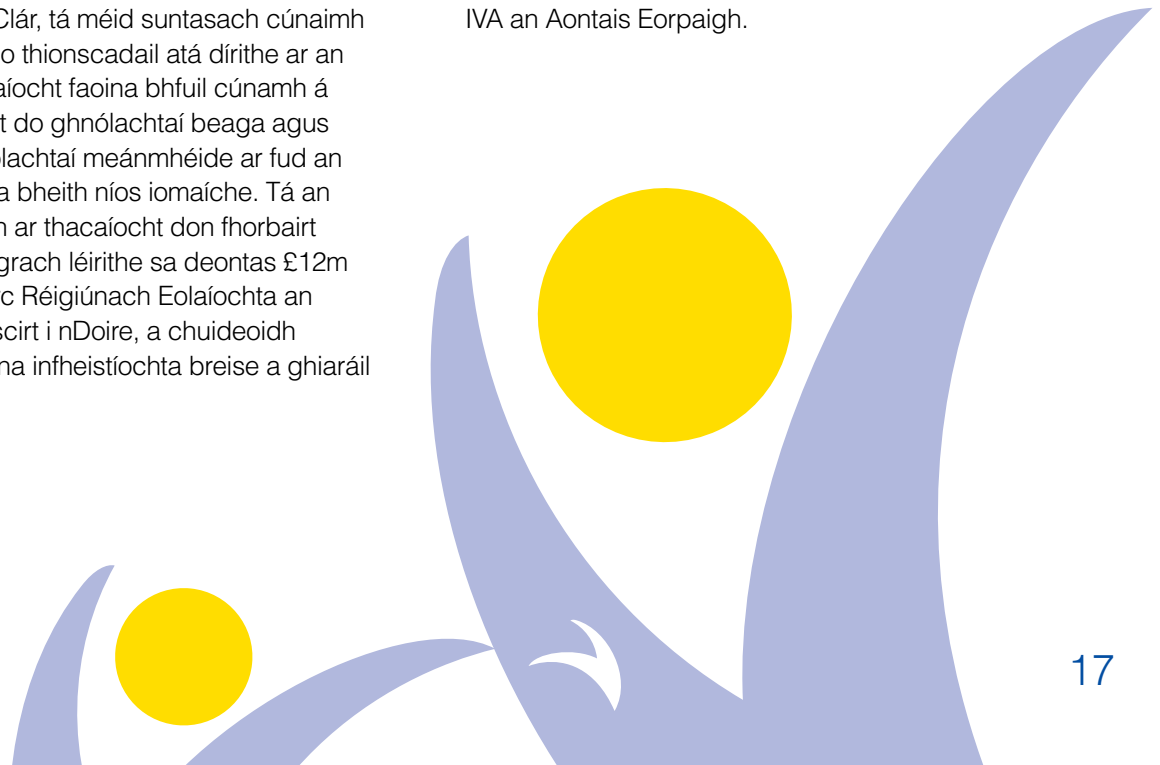 Clár, tá méid suntasach cúnaimh
o thionscadail atá dírithe ar an
aíocht faoina bhfuil cúnamh á
t do ghnólachtaí beaga agus
olachtaí meánmhéide ar fud an
a bheith níos iomaíche. Tá an
n ar thacaíocht don fhorbairt
grach léirithe sa deontas £12m
rc Réigiúnach Eolaíochta an
scirt i nDoire, a chuideoidh
na infheistíochta breise a ghiaráil
IVA an Aontais Eorpaigh.
17